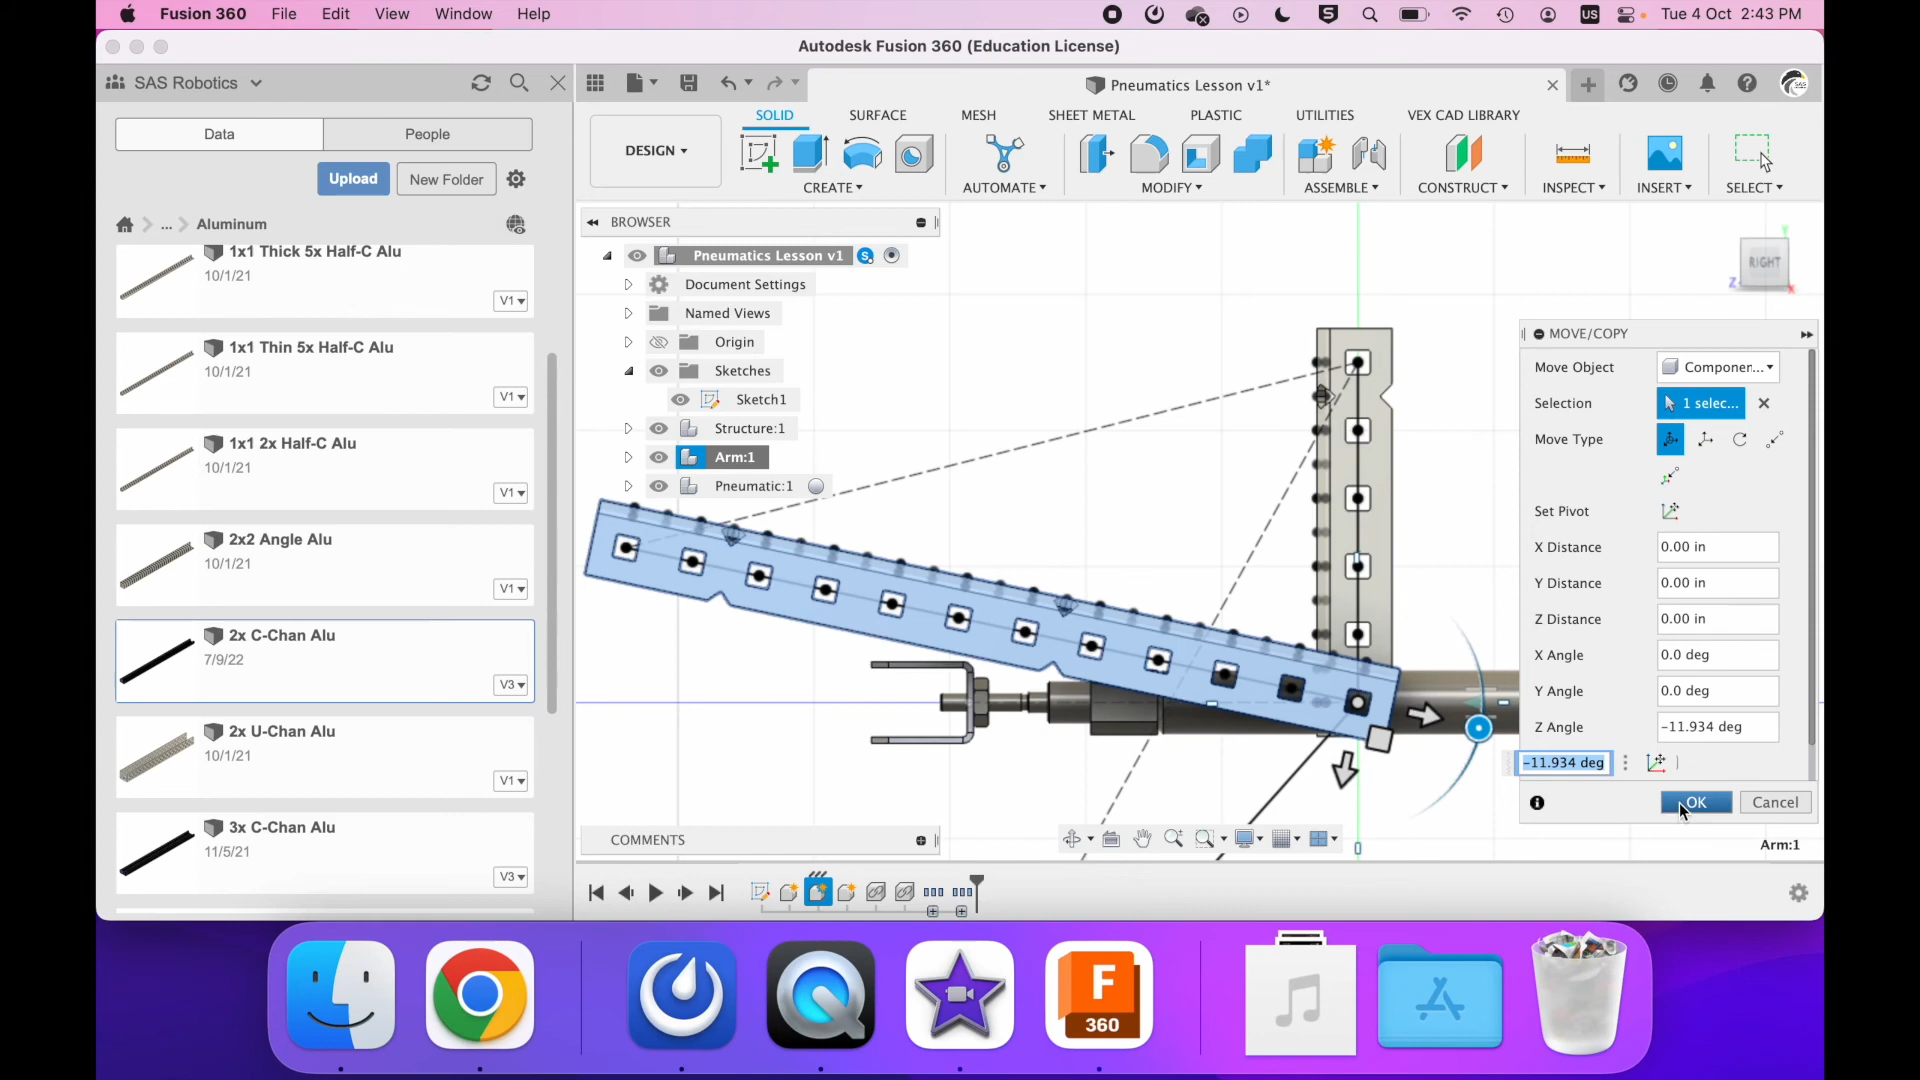 Fusion 360 File Edit View Window Help US Tue 4 Oct 2:43 PM
Autodesk Fusion 360 (Education License)
SAS Robotics
Pneumatics Lesson v1*
Data People
Upload New Folder
... Aluminum
1x1 Thick 5x Half-C Alu
10/1/21
V1
1x1 Thin 5x Half-C Alu
10/1/21
V1
1x1 2x Half-C Alu
10/1/21
V1
2x2 Angle Alu
10/1/21
V1
2x C-Chan Alu
7/9/22
V3
2x U-Chan Alu
10/1/21
V1
3x C-Chan Alu
11/5/21
V3
SOLID SURFACE MESH SHEET METAL PLASTIC UTILITIES VEX CAD LIBRARY
DESIGN
CREATE AUTOMATE MODIFY ASSEMBLE CONSTRUCT INSPECT INSERT SELECT
BROWSER
Pneumatics Lesson v1 S
Document Settings
Named Views
Origin
Sketches
Sketch1
Structure:1
Arm:1
Pneumatic:1
RIGHT
Z
X
MOVE/COPY
Move Object Componen...
Selection 1 selec...
Move Type
Set Pivot
X Distance 0.00 in
Y Distance 0.00 in
Z Distance 0.00 in
X Angle 0.0 deg
Y Angle 0.0 deg
Z Angle -11.934 deg
-11.934 deg
OK Cancel
COMMENTS
Arm:1
F
360